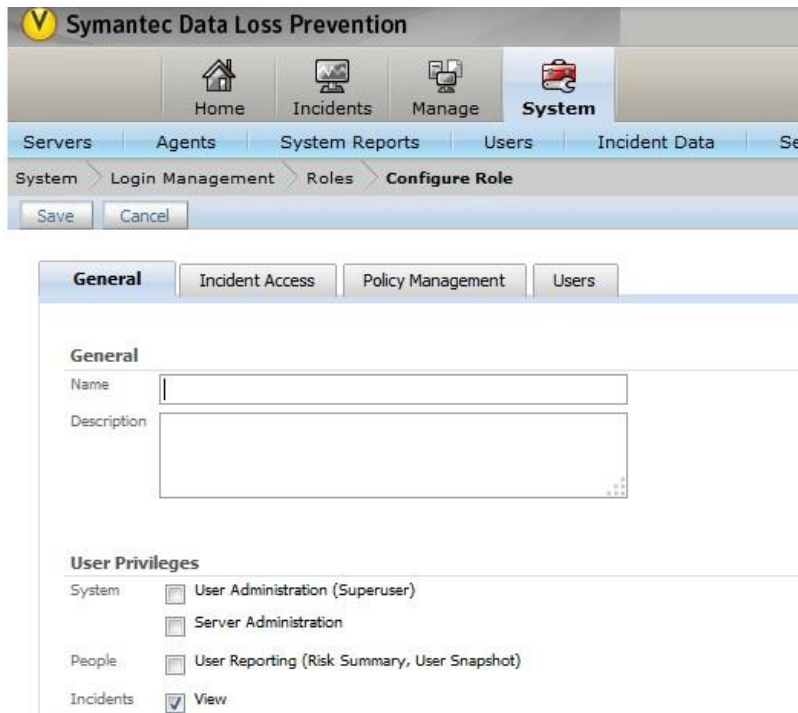 Symantec Data Loss Prevention
Home Incidents Manage System
Servers Agents System Reports Users Incident Data Se
System Login Management Roles Configure Role
Save Cancel
General Incident Access Policy Management Users
General
Name
Description
User Privileges
System User Administration (Superuser)
Server Administration
People User Reporting (Risk Summary, User Snapshot)
Incidents View